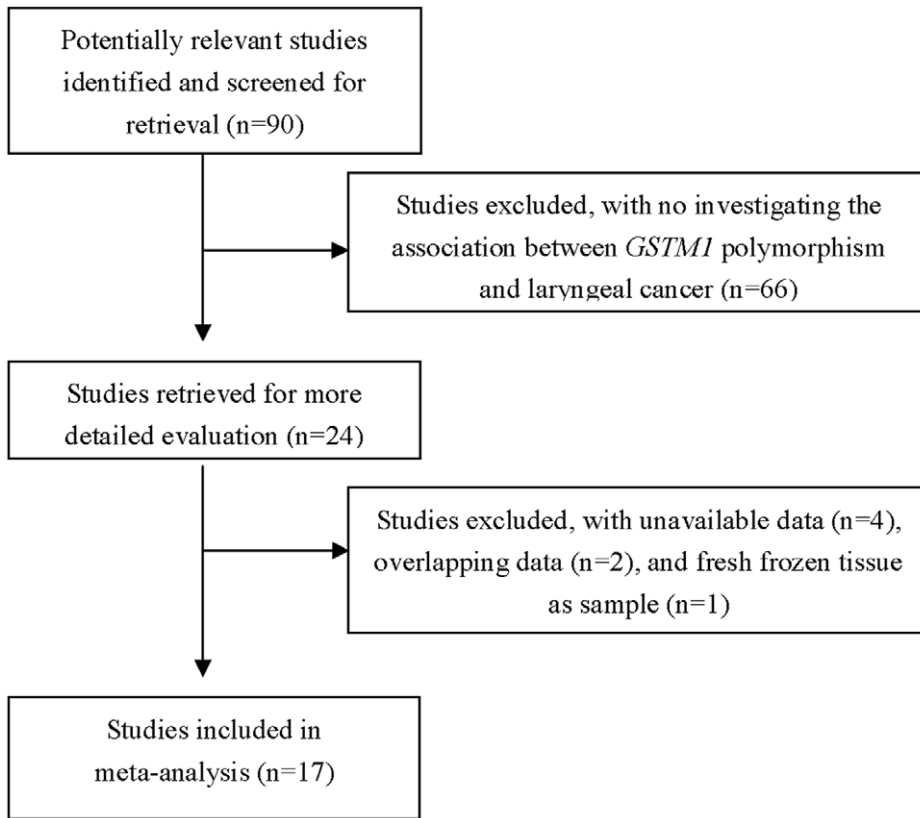 Potentially relevant studies
identified and screened for
retrieval (n=90)
Studies excluded, with no investigating the
association between GSTM1 polymorphism
and laryngeal cancer (n=66)
Studies retrieved for more
detailed evaluation (n=24)
Studies excluded, with unavailable data (n=4),
overlapping data (n=2), and fresh frozen tissue
as sample (n=1)
Studies included in
meta-analysis (n=17)